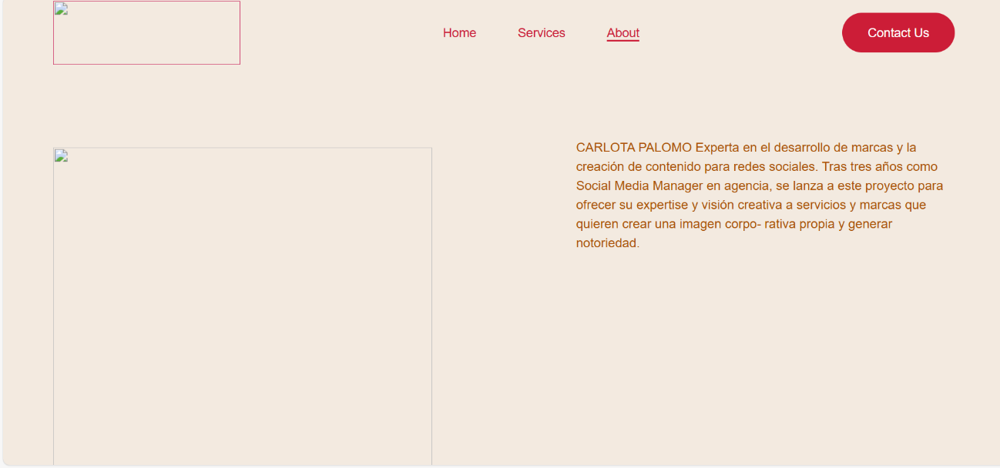 Home
Services
About
Contact Us
CARLOTA PALOMO Experta en el desarrollo de marcas y la
creación de contenido para redes sociales. Tras tres años como
Social Media Manager en agencia, se lanza a este proyecto para
ofrecer su expertise y visión creativa a servicios y marcas que
quieren crear una imagen corpo- rativa propia y generar
notoriedad.